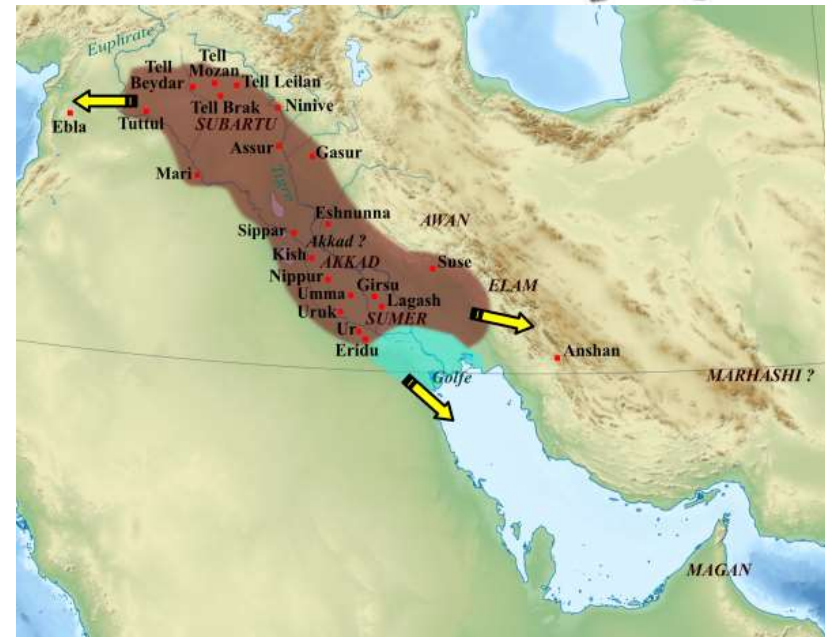 Euphrate
Tell
Mozan
Tell
Beydar
Tell Leilan
Tell Brak
Ninive
Ebla
Tuttul
SUBARTU
Assur
Gasur
Mari
Tigre
Eshnunna
AWAN
Sippar
Akkad ?
Kish
AKKAD
Suse
Nippur
ELAM
Umma
Girsu
Lagash
Uruk
SUMER
Ur
Eridu
Anshan
Golfe
MARHASHI ?
MAGAN